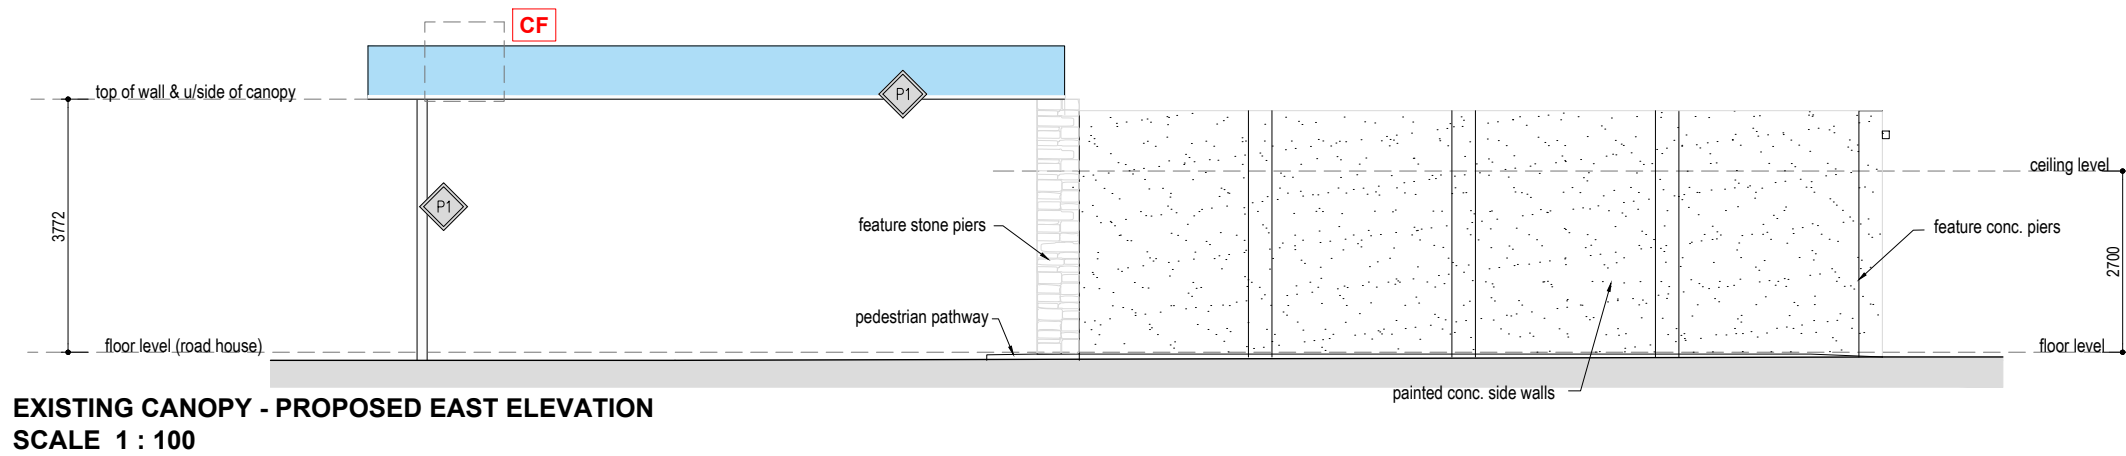 CF
top of wall & u/side of canopy
P1
ceiling level
P1
3772
feature stone piers
feature conc. piers
2700
pedestrian pathway
floor level (road house)
floor level
painted conc. side walls
EXISTING CANOPY - PROPOSED EAST ELEVATION
SCALE 1 : 100